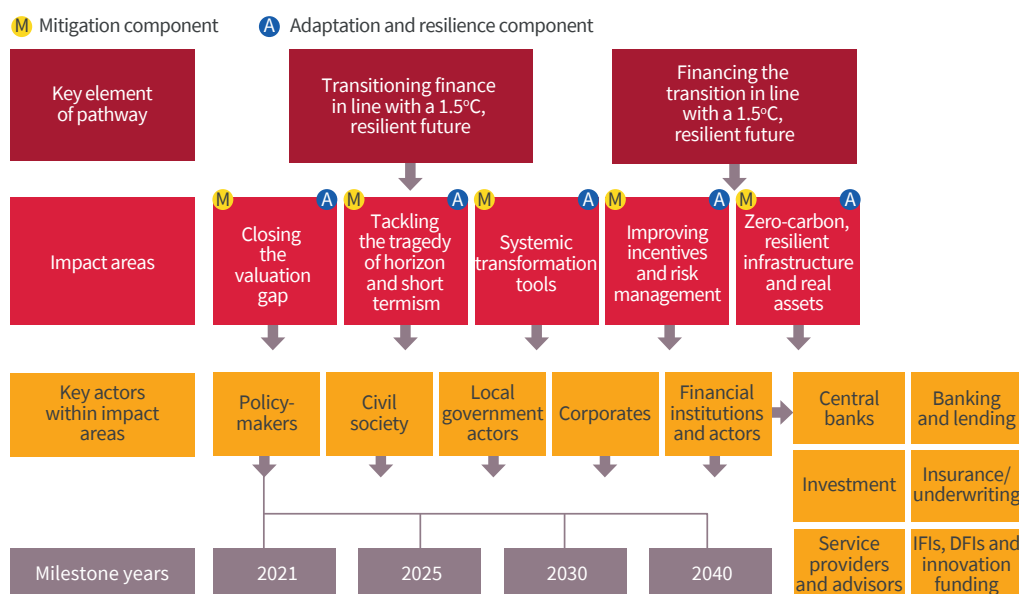 M Mitigation component
A Adaptation and resilience component
Key element
of pathway
Transitioning finance
in line with a 1.5°C,
resilient future
Financing the
transition in line
with a 1.5°C,
resilient future
Impact areas
M A
Closing
the
valuation
gap
M A
Tackling
the tragedy
of horizon
and short
termism
M A
Systemic
transformation
tools
M A
Improving
incentives
and risk
management
M A
Zero-carbon,
resilient
infrastructure
and real
assets
Key actors
within impact
areas
Policy-
makers
Civil
society
Local
government
actors
Corporates
Financial
institutions
and actors
Central
banks
Banking
and lending
Investment
Insurance/
underwriting
Service
providers
and advisors
IFIs, DFIs and
innovation
funding
Milestone years
2021
2025
2030
2040